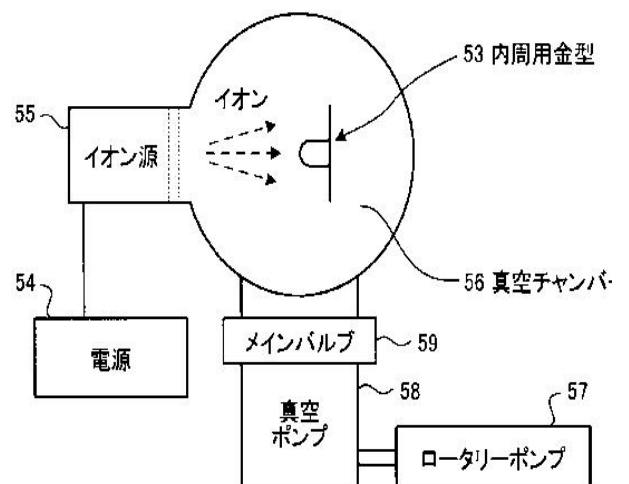 53 内周用金型
55
イオン
イオン源
56 真空チャンバ
54
電源
メインバルブ
59
58
真空
ポンプ
57
ロータリーポンプ